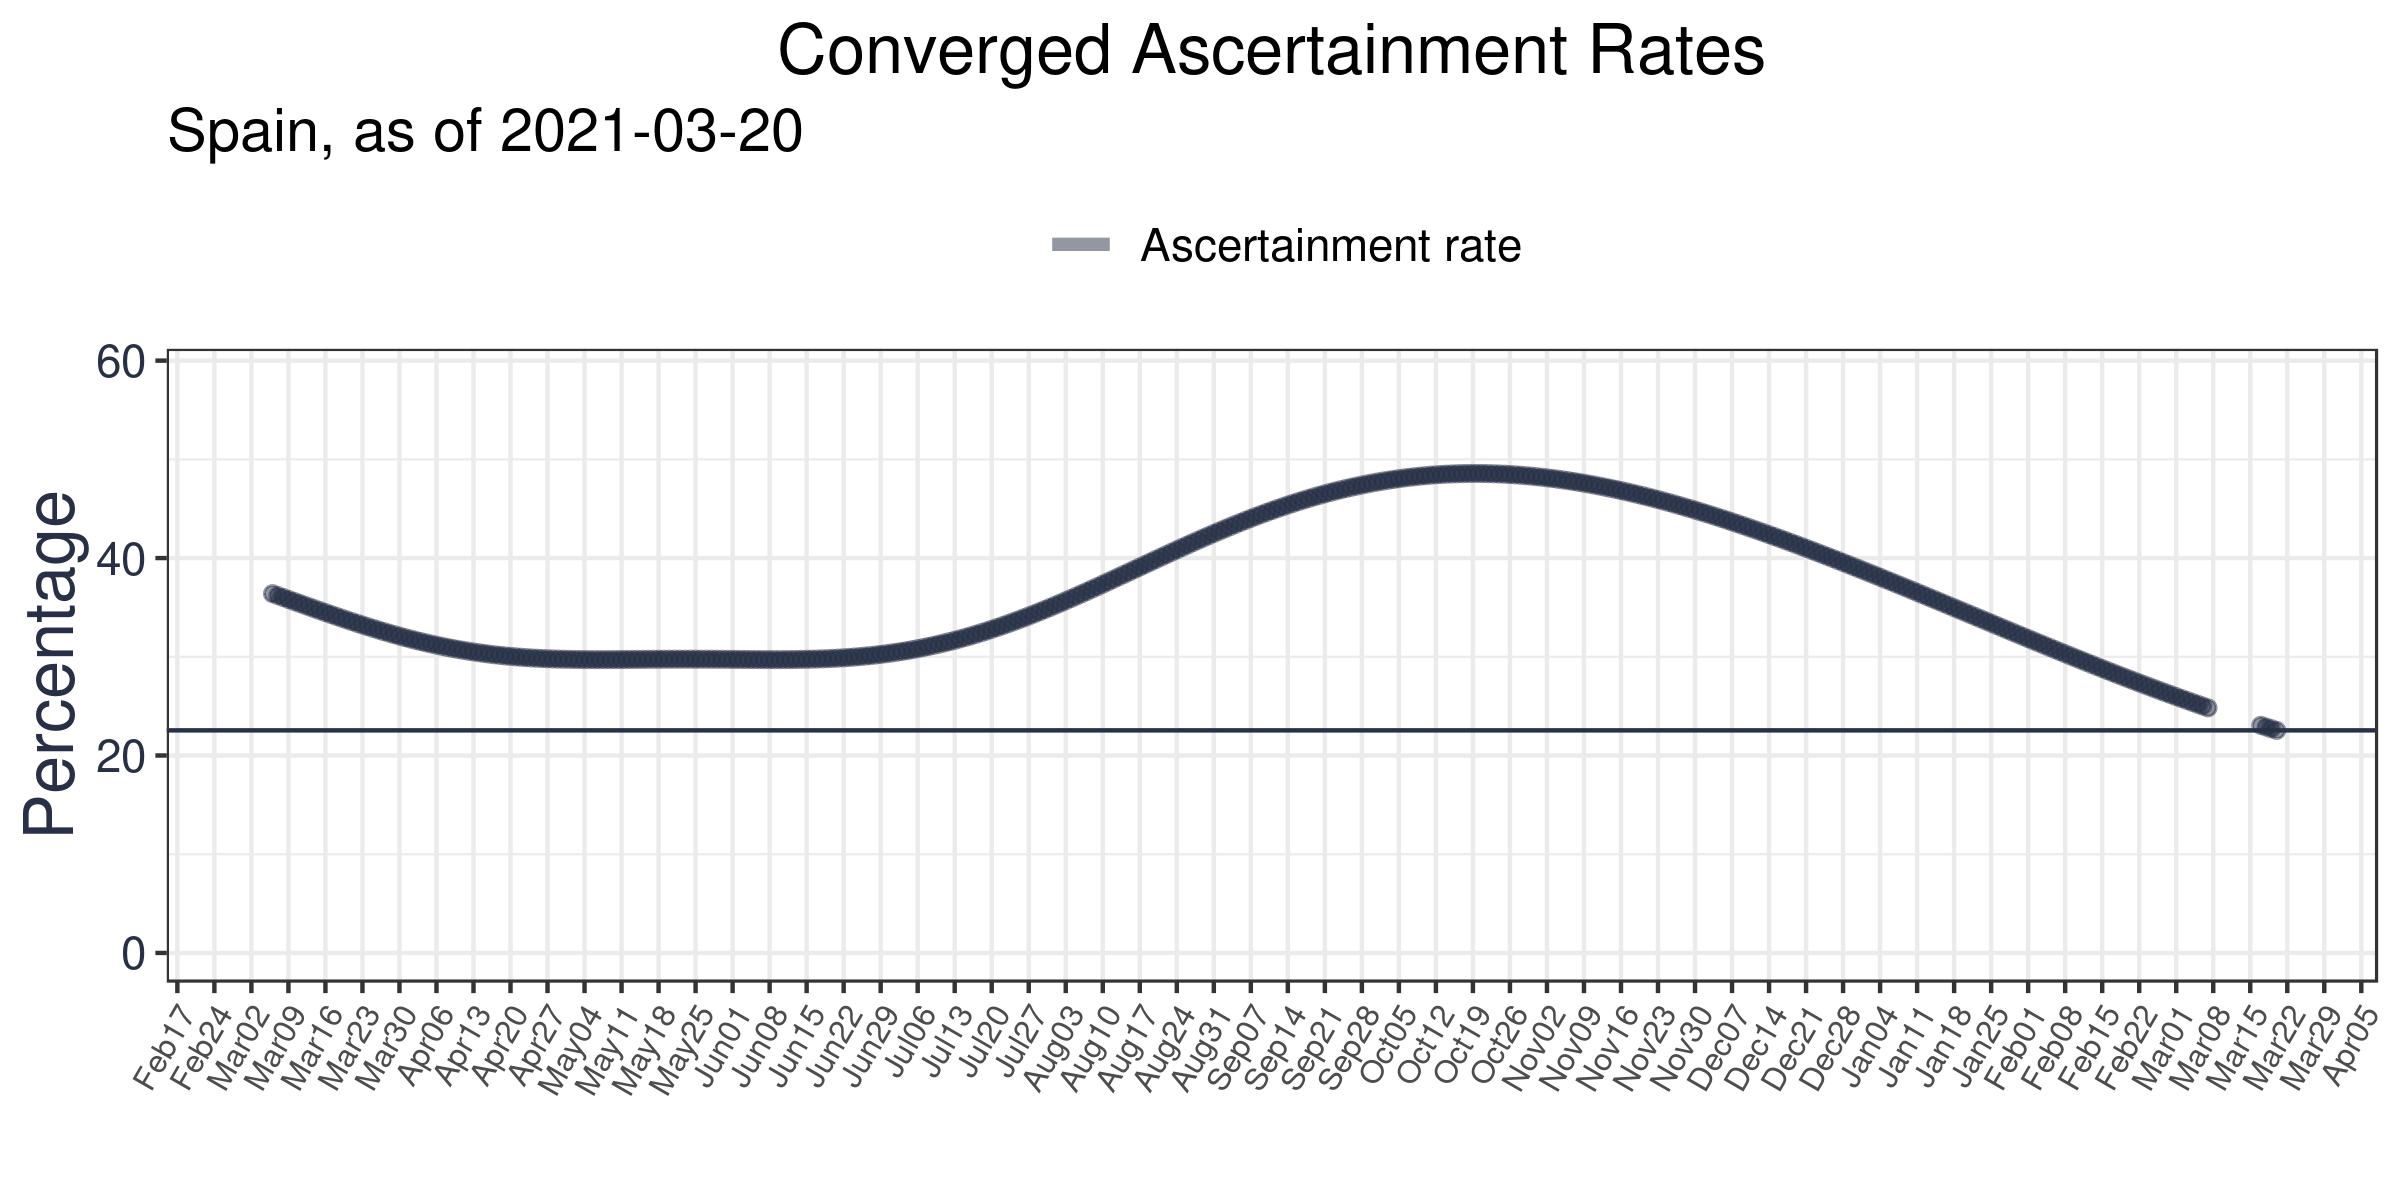 Converged Ascertainment Rates
Spain, as of 2021-03-20
Ascertainment rate
Percentage
60
40
20
0
Feb17 Feb24 Mar02 Mar09 Mar16 Mar23 Mar30 Apr06 Apr13 Apr20 Apr27 May04 May11 May18 May25 Jun01 Jun08 Jun15 Jun22 Jun29 Jul06 Jul13 Jul20 Jul27 Aug03 Aug10 Aug17 Aug24 Aug31 Sep07 Sep14 Sep21 Sep28 Oct05 Oct12 Oct19 Oct26 Nov02 Nov09 Nov16 Nov23 Nov30 Dec07 Dec14 Dec21 Dec28 Jan04 Jan11 Jan18 Jan25 Feb01 Feb08 Feb15 Feb22 Mar01 Mar08 Mar15 Mar22 Mar29 Apr05